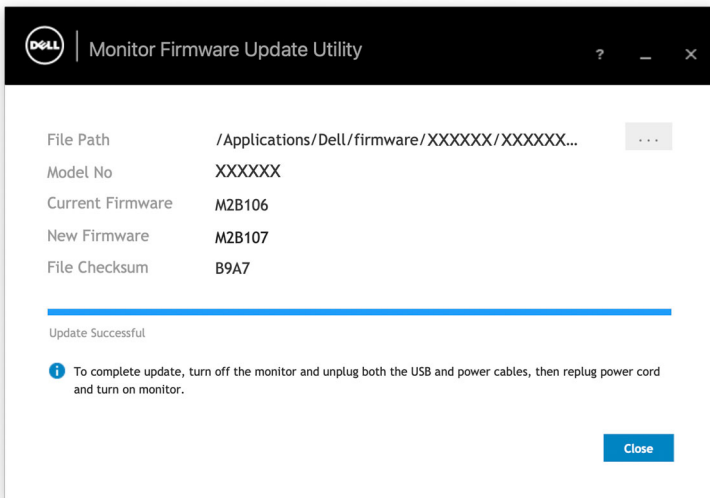 DELL
Monitor Firmware Update Utility
? _ ×
File Path /Applications/Dell/firmware/XXXXXX/XXXXXX... ...
Model No XXXXXX
Current Firmware M2B106
New Firmware M2B107
File Checksum B9A7
Update Successful
i To complete update, turn off the monitor and unplug both the USB and power cables, then replug power cord
and turn on monitor.
Close